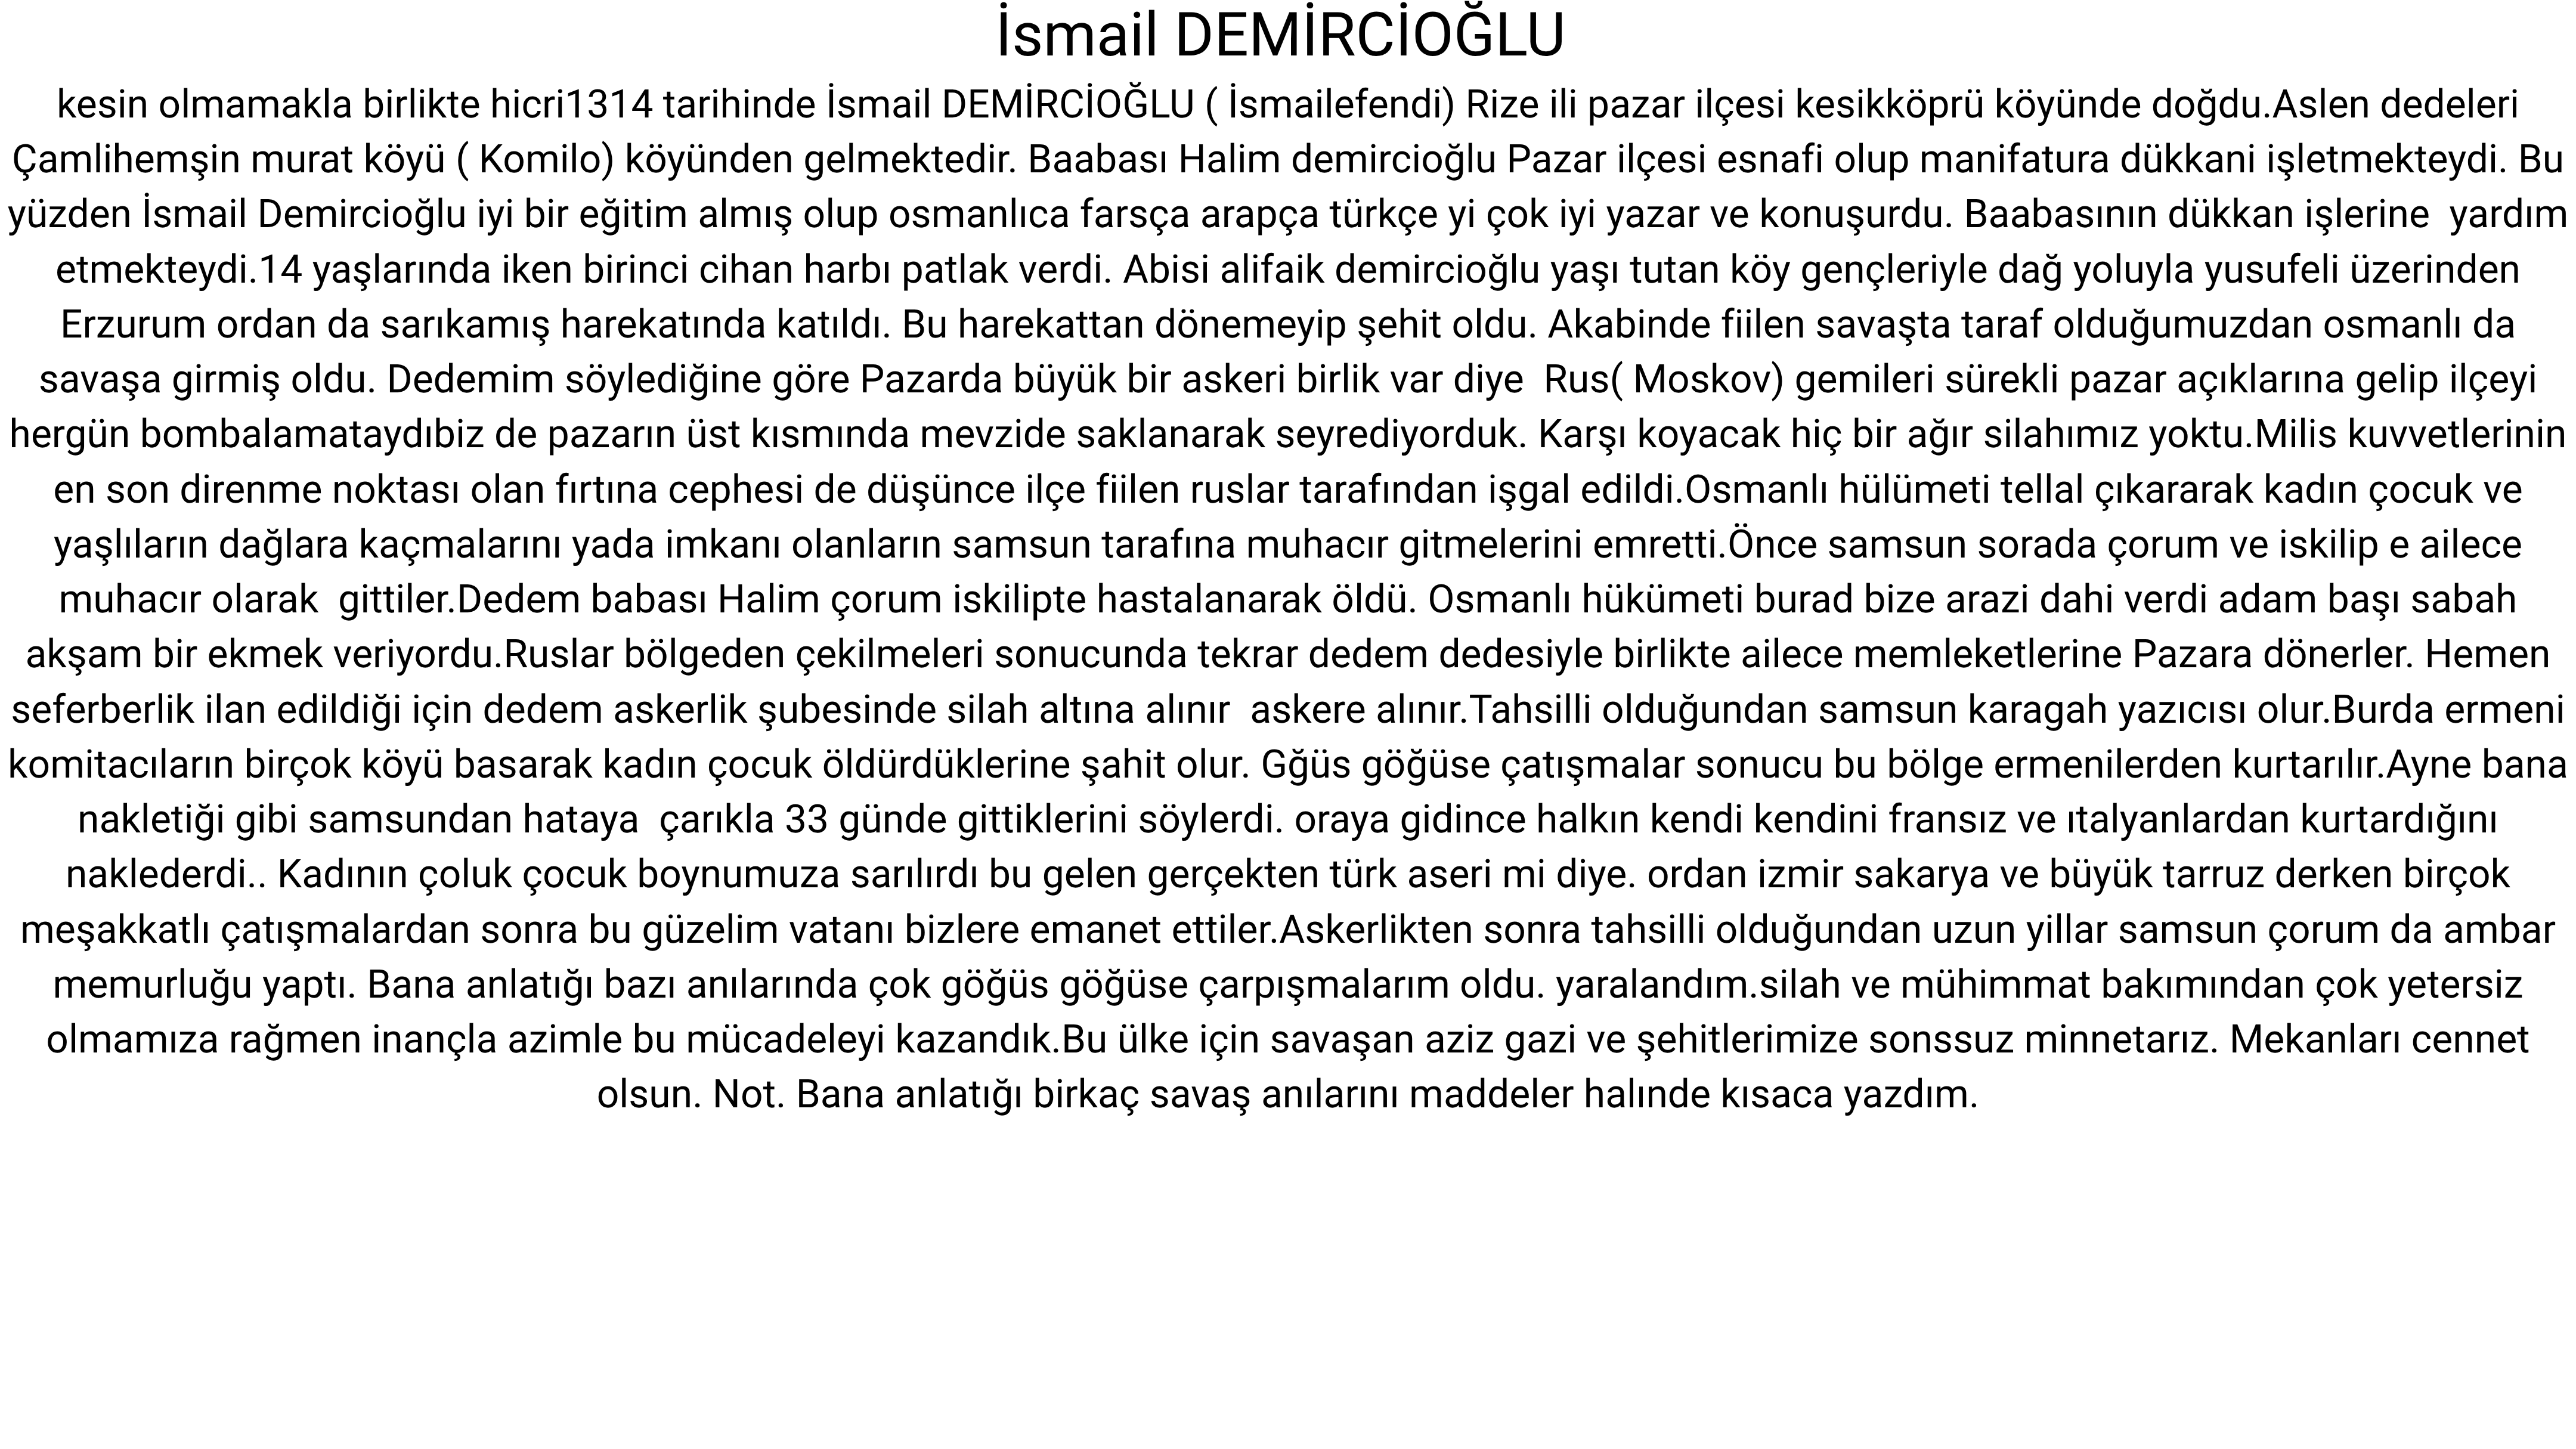 İsmail DEMİRCİOĞLU
kesin olmamakla birlikte hicri1314 tarihinde İsmail DEMİRCİOĞLU ( İsmailefendi) Rize ili pazar ilçesi kesikköprü köyünde doğdu.Aslen dedeleri
Çamlihemşin murat köyü ( Komilo) köyünden gelmektedir. Baabası Halim demircioğlu Pazar ilçesi esnafi olup manifatura dükkani işletmekteydi. Bu
yüzden İsmail Demircioğlu iyi bir eğitim almış olup osmanlıca farsça arapça türkçe yi çok iyi yazar ve konuşurdu. Baabasının dükkan işlerine  yardım
etmekteydi.14 yaşlarında iken birinci cihan harbı patlak verdi. Abisi alifaik demircioğlu yaşı tutan köy gençleriyle dağ yoluyla yusufeli üzerinden
Erzurum ordan da sarıkamış harekatında katıldı. Bu harekattan dönemeyip şehit oldu. Akabinde fiilen savaşta taraf olduğumuzdan osmanlı da
savaşa girmiş oldu. Dedemim söylediğine göre Pazarda büyük bir askeri birlik var diye  Rus( Moskov) gemileri sürekli pazar açıklarına gelip ilçeyi
hergün bombalamataydıbiz de pazarın üst kısmında mevzide saklanarak seyrediyorduk. Karşı koyacak hiç bir ağır silahımız yoktu.Milis kuvvetlerinin
en son direnme noktası olan fırtına cephesi de düşünce ilçe fiilen ruslar tarafından işgal edildi.Osmanlı hülümeti tellal çıkararak kadın çocuk ve
yaşlıların dağlara kaçmalarını yada imkanı olanların samsun tarafına muhacır gitmelerini emretti.Önce samsun sorada çorum ve iskilip e ailece
muhacır olarak  gittiler.Dedem babası Halim çorum iskilipte hastalanarak öldü. Osmanlı hükümeti burad bize arazi dahi verdi adam başı sabah
akşam bir ekmek veriyordu.Ruslar bölgeden çekilmeleri sonucunda tekrar dedem dedesiyle birlikte ailece memleketlerine Pazara dönerler. Hemen
seferberlik ilan edildiği için dedem askerlik şubesinde silah altına alınır  askere alınır.Tahsilli olduğundan samsun karagah yazıcısı olur.Burda ermeni
komitacıların birçok köyü basarak kadın çocuk öldürdüklerine şahit olur. Gğüs göğüse çatışmalar sonucu bu bölge ermenilerden kurtarılır.Ayne bana
nakletiği gibi samsundan hataya  çarıkla 33 günde gittiklerini söylerdi. oraya gidince halkın kendi kendini fransız ve ıtalyanlardan kurtardığını
naklederdi.. Kadının çoluk çocuk boynumuza sarılırdı bu gelen gerçekten türk aseri mi diye. ordan izmir sakarya ve büyük tarruz derken birçok
meşakkatlı çatışmalardan sonra bu güzelim vatanı bizlere emanet ettiler.Askerlikten sonra tahsilli olduğundan uzun yillar samsun çorum da ambar
memurluğu yaptı. Bana anlatığı bazı anılarında çok göğüs göğüse çarpışmalarım oldu. yaralandım.silah ve mühimmat bakımından çok yetersiz
olmamıza rağmen inançla azimle bu mücadeleyi kazandık.Bu ülke için savaşan aziz gazi ve şehitlerimize sonssuz minnetarız. Mekanları cennet
olsun. Not. Bana anlatığı birkaç savaş anılarını maddeler halınde kısaca yazdım.